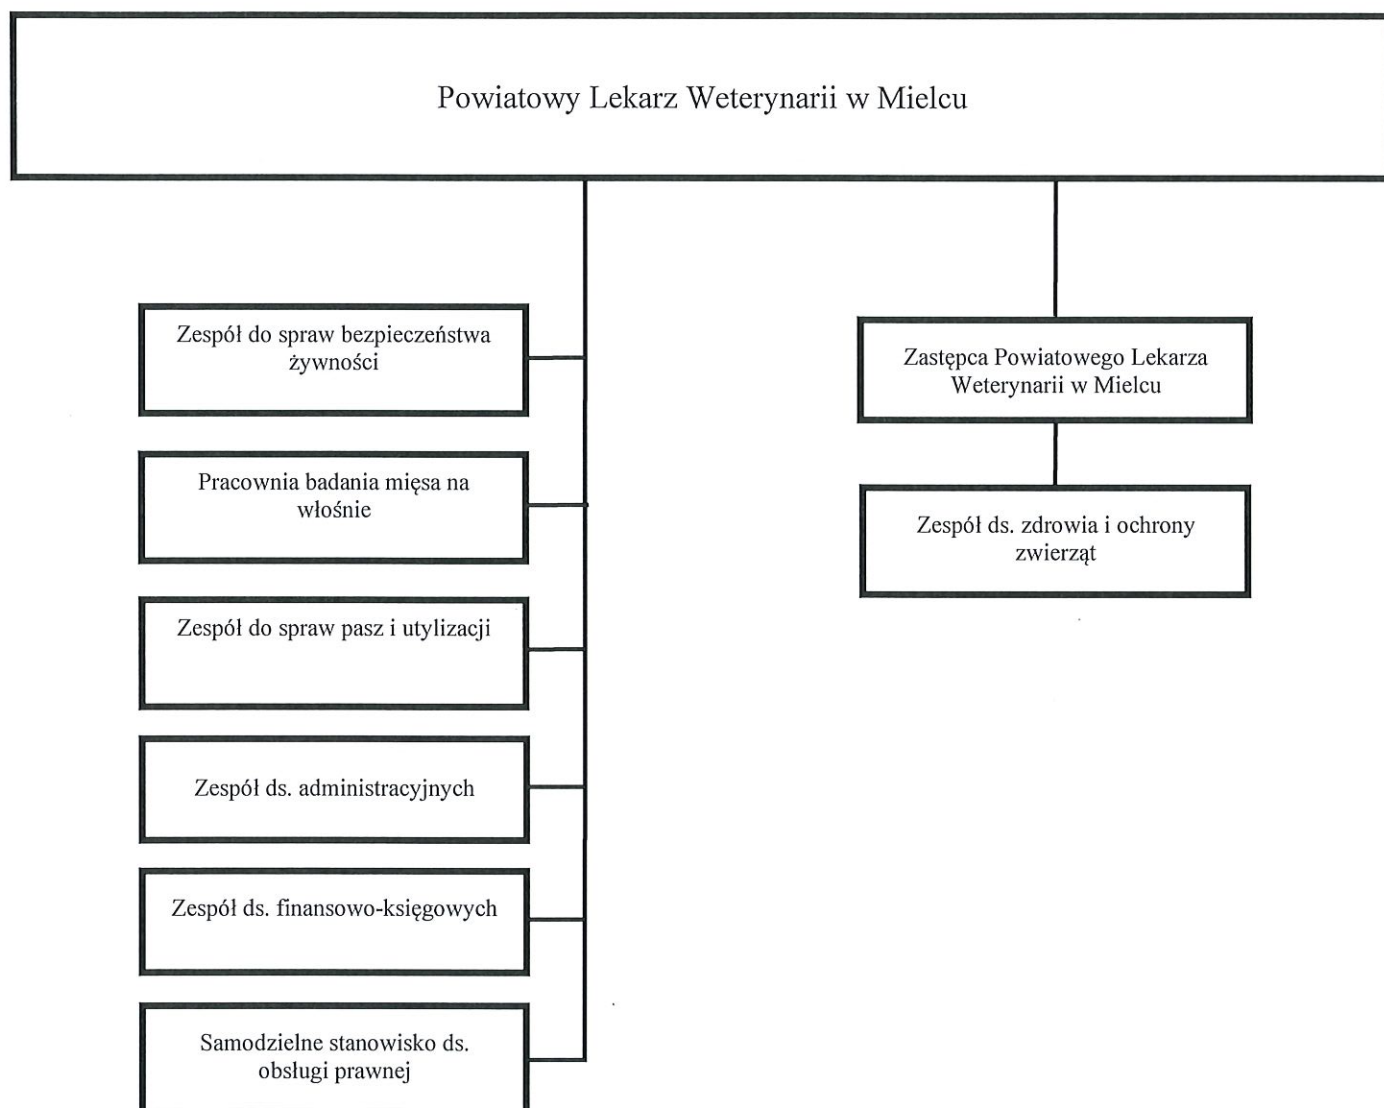 Powiatowy Lekarz Weterynarii w Mielcu
Zespół do spraw bezpieczeństwa
żywności
Pracownia badania mięsa na
włośnie
Zespół do spraw pasz i utylizacji
Zespół ds. administracyjnych
Zespół ds. finansowo-księgowych
Samodzielne stanowisko ds.
obsługi prawnej
Zastępca Powiatowego Lekarza
Weterynarii w Mielcu
Zespół ds. zdrowia i ochrony
zwierząt